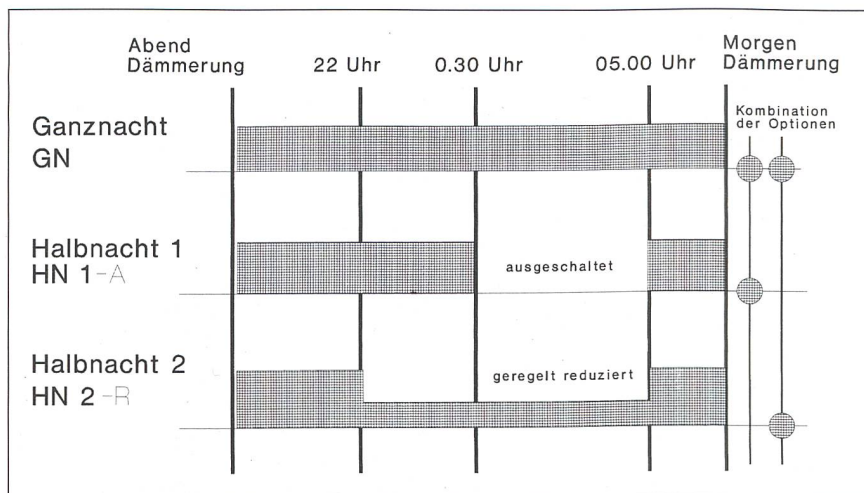 Abend
Dämmerung
22 Uhr
0.30 Uhr
05.00 Uhr
Morgen
Dämmerung
Kombination
der Optionen
Ganznacht
GN
Halbnacht 1
HN 1-A
ausgeschaltet
Halbnacht 2
HN 2-R
geregelt reduziert